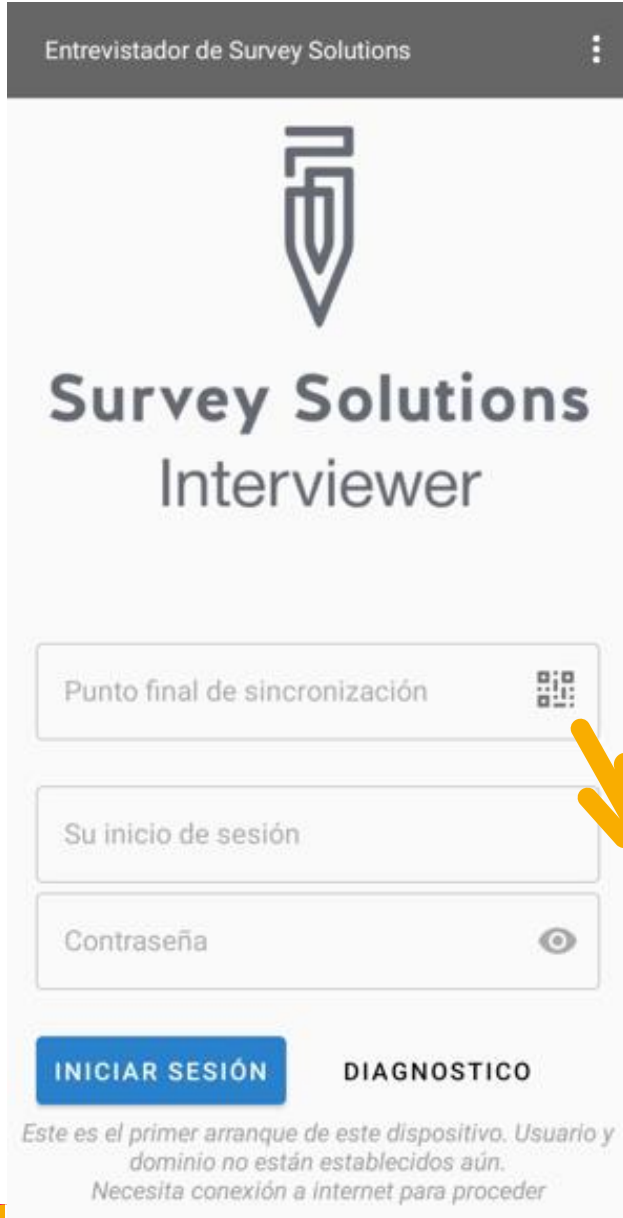 Entrevistador de Survey Solutions
Survey Solutions
Interviewer
Punto final de sincronización
Su inicio de sesión
Contraseña
INICIAR SESIÓN DIAGNOSTICO
Este es el primer arranque de este dispositivo. Usuario y
dominio no están establecidos aún.
Necesita conexión a internet para proceder